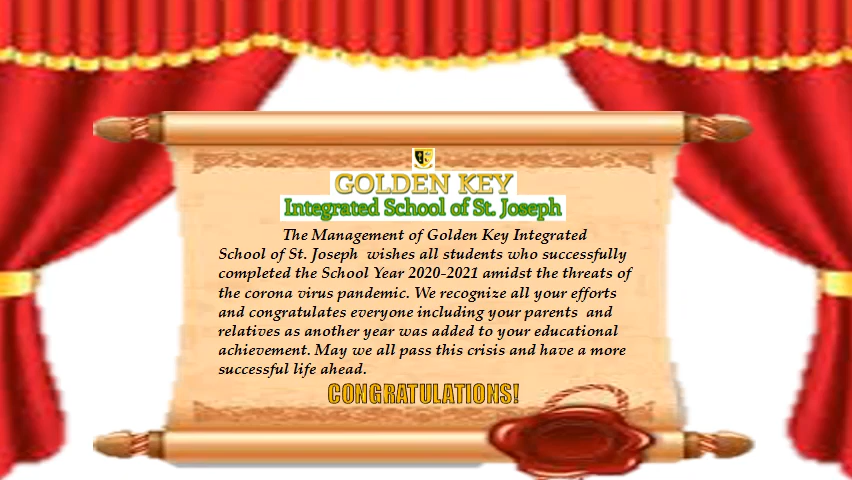 GOLDEN KEY
Integrated School of St. Joseph
The Management of Golden Key Integrated
School of St. Joseph wishes all students who successfully
completed the School Year 2020-2021 amidst the threats of
the corona virus pandemic. We recognize all your efforts
and congratulates everyone including your parents and
relatives as another year was added to your educational
achievement. May we all pass this crisis and have a more
successful life ahead.
CONGRATULATIONS!